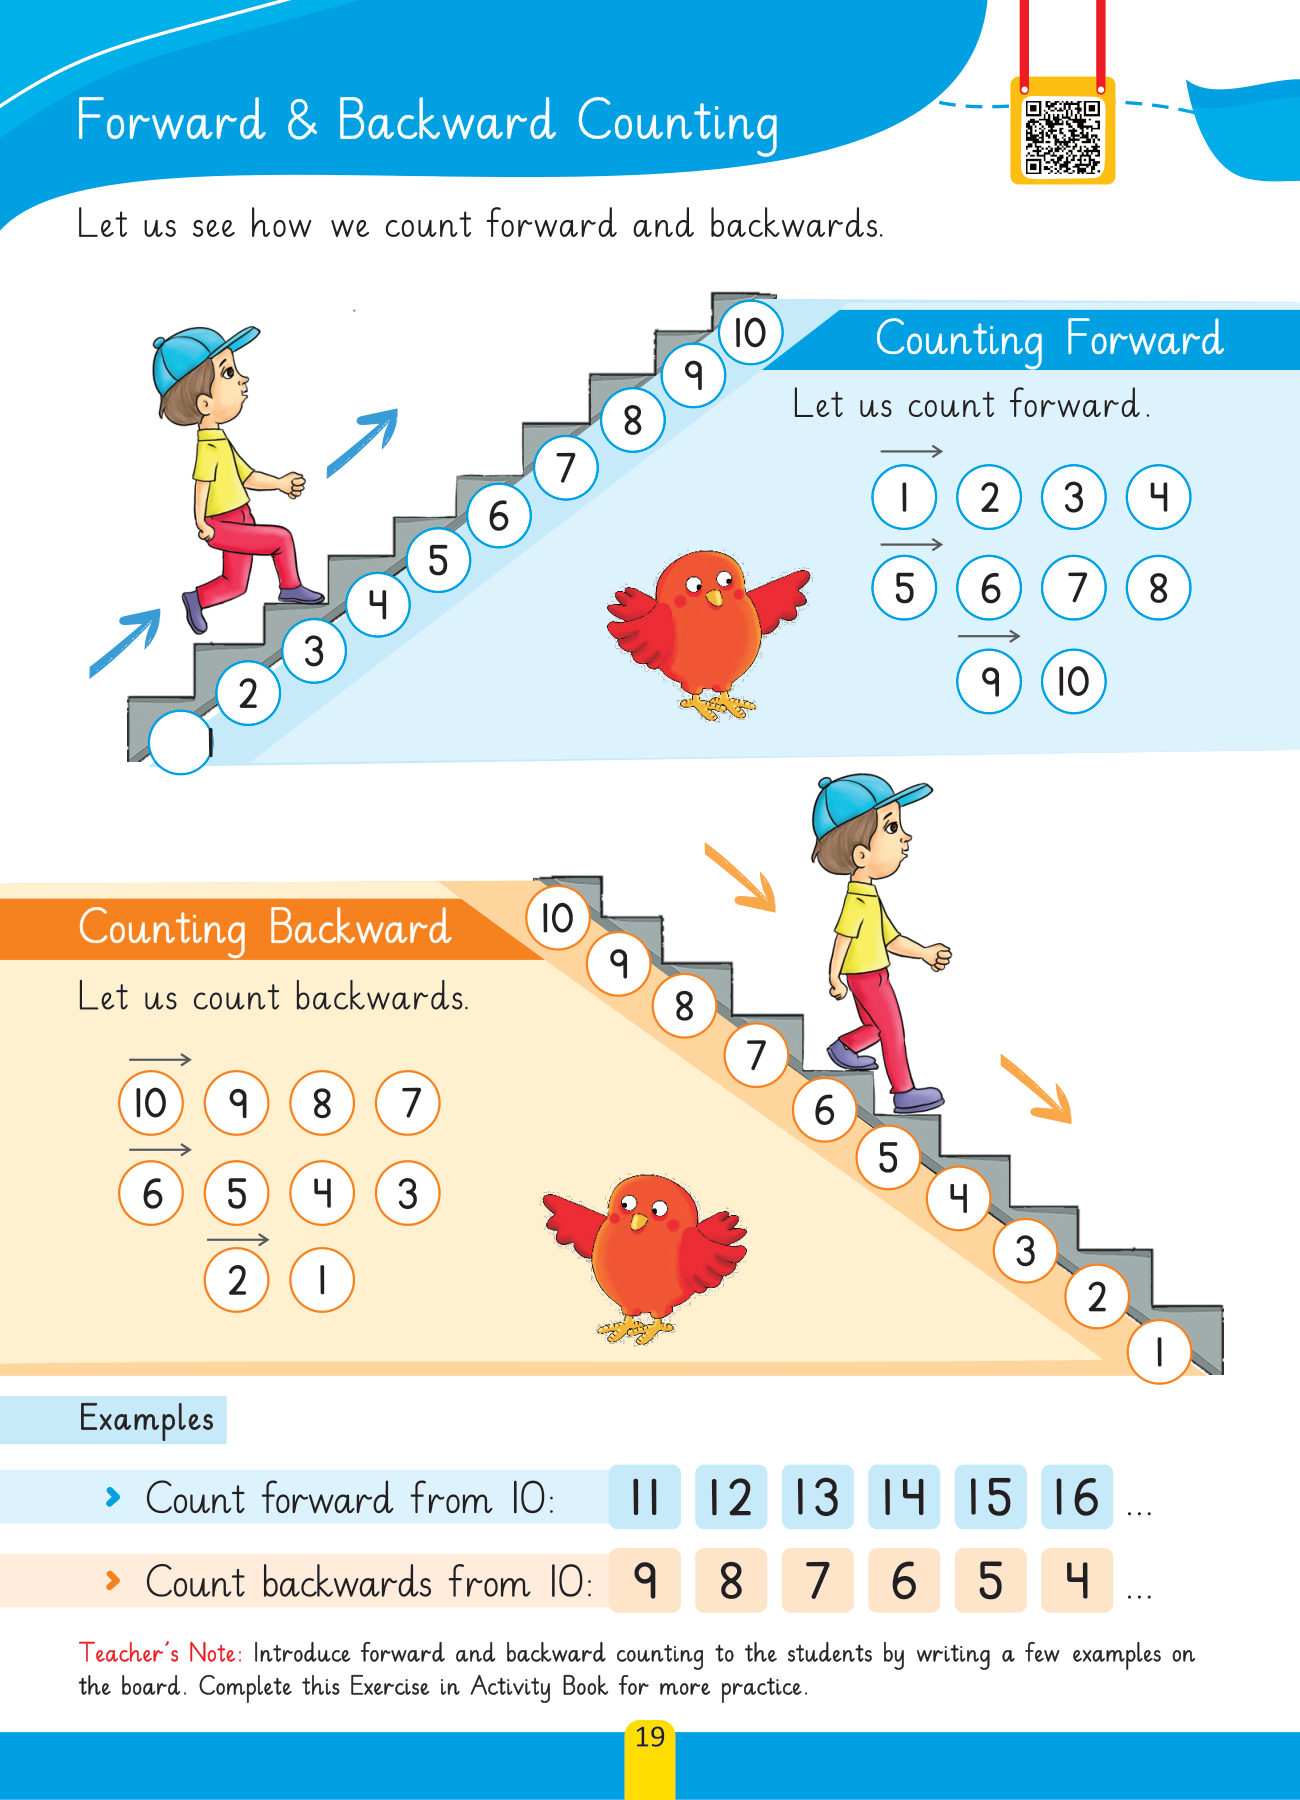 Forward & Backward Counting
Let us see how we count forward and backwards.
10
9
8
7
6
5
4
3
2
1
Counting Forward
Let us count forward.
1 2 3 4
5 6 7 8
9 10
Counting Backward
Let us count backwards.
10 9 8 7
6 5 4 3
2 1
10
9
8
7
6
5
4
3
2
1
Examples
Count forward from 10: 11 12 13 14 15 16 ...
Count backwards from 10: 9 8 7 6 5 4 ...
Teacher's Note: Introduce forward and backward counting to the students by writing a few examples on
the board. Complete this Exercise in Activity Book for more practice.
19